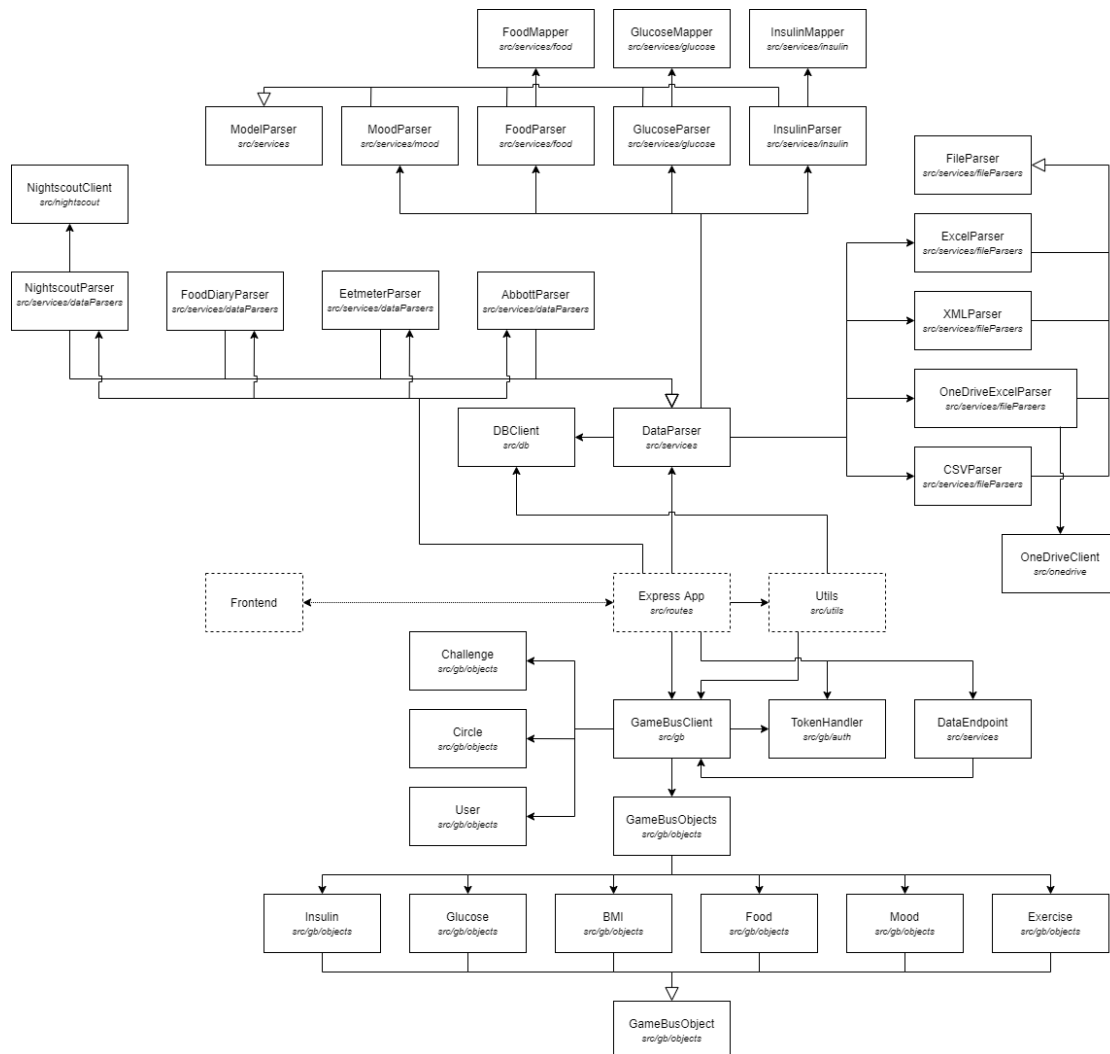 FoodMapper
src/services/food
GlucoseMapper
src/services/glucose
InsulinMapper
src/services/insulin
ModelParser
src/services
MoodParser
src/services/mood
FoodParser
src/services/food
GlucoseParser
src/services/glucose
InsulinParser
src/services/insulin
FileParser
src/services/fileParsers
NightscoutClient
src/nightscout
ExcelParser
src/services/fileParsers
NightscoutParser
src/services/dataParsers
FoodDiaryParser
src/services/dataParsers
EetmeterParser
src/services/dataParsers
AbbottParser
src/services/dataParsers
XMLParser
src/services/fileParsers
OneDriveExcelParser
src/services/fileParsers
DBClient
src/db
DataParser
src/services
CSVParser
src/services/fileParsers
OneDriveClient
src/onedrive
Frontend
Express App
src/routes
Utils
src/utils
Challenge
src/gb/objects
Circle
src/gb/objects
GameBusClient
src/gb
TokenHandler
src/gb/auth
DataEndpoint
src/services
User
src/gb/objects
GameBusObjects
src/gb/objects
Insulin
src/gb/objects
Glucose
src/gb/objects
BMI
src/gb/objects
Food
src/gb/objects
Mood
src/gb/objects
Exercise
src/gb/objects
GameBusObject
src/gb/objects